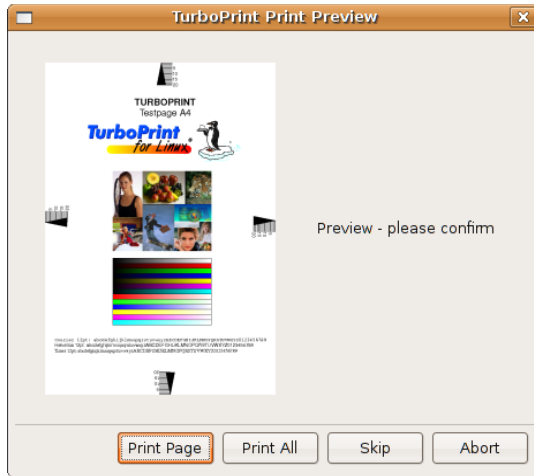 TurboPrint Print Preview
TURBOPRINT
Testpage A4
TurboPrint
for Linux
Preview - please confirm
Print Page
Print All
Skip
Abort